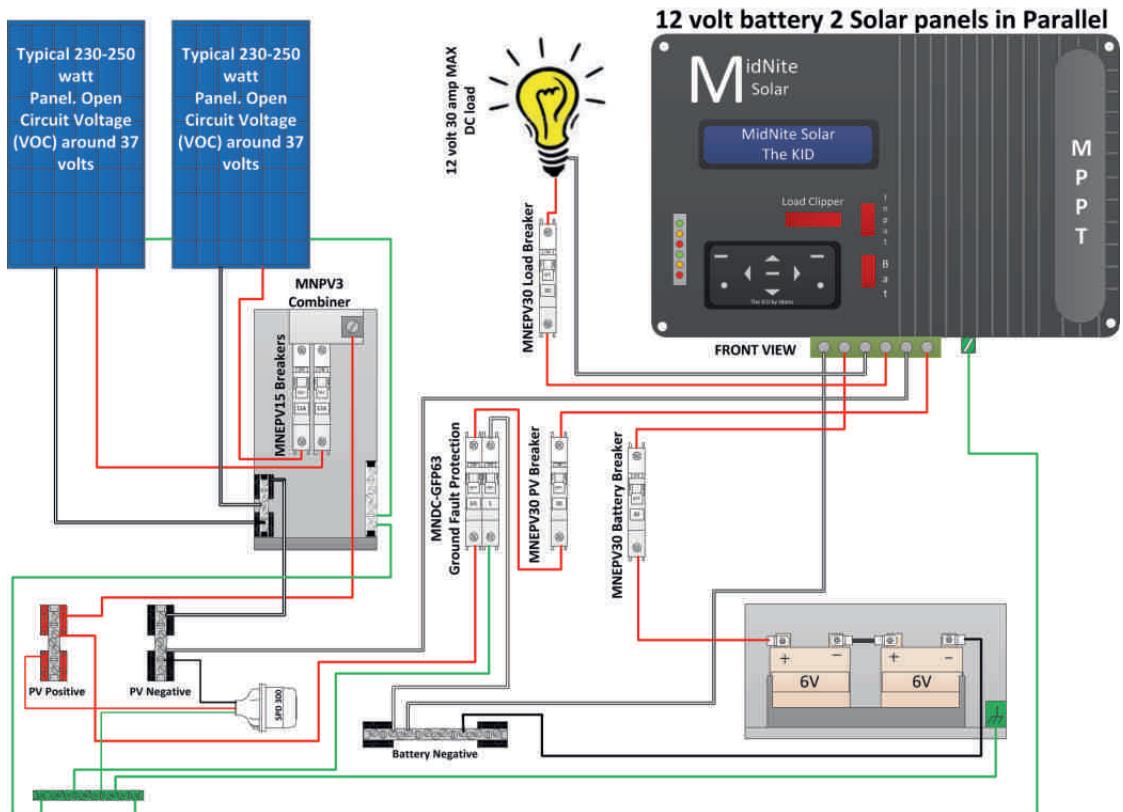 12 volt battery 2 Solar panels in Parallel
Typical 230-250
watt
Panel. Open
Circuit Voltage
(VOC) around 37
volts
Typical 230-250
watt
Panel. Open
Circuit Voltage
(VOC) around 37
volts
12 volt 30 amp MAX
DC load
MidNite
Solar
MidNite Solar
The KID
MPPT
Load Clipper
Input
Bat
FRONT VIEW
MNEPV30 Load Breaker
MNPV3
Combiner
MNEPV15 Breakers
MNDC-GFP63
Ground Fault Protection
MNEPV30 PV Breaker
MNEPV30 Battery Breaker
+
-
+
-
6V
6V
PV Positive
PV Negative
SPD 300
Battery Negative